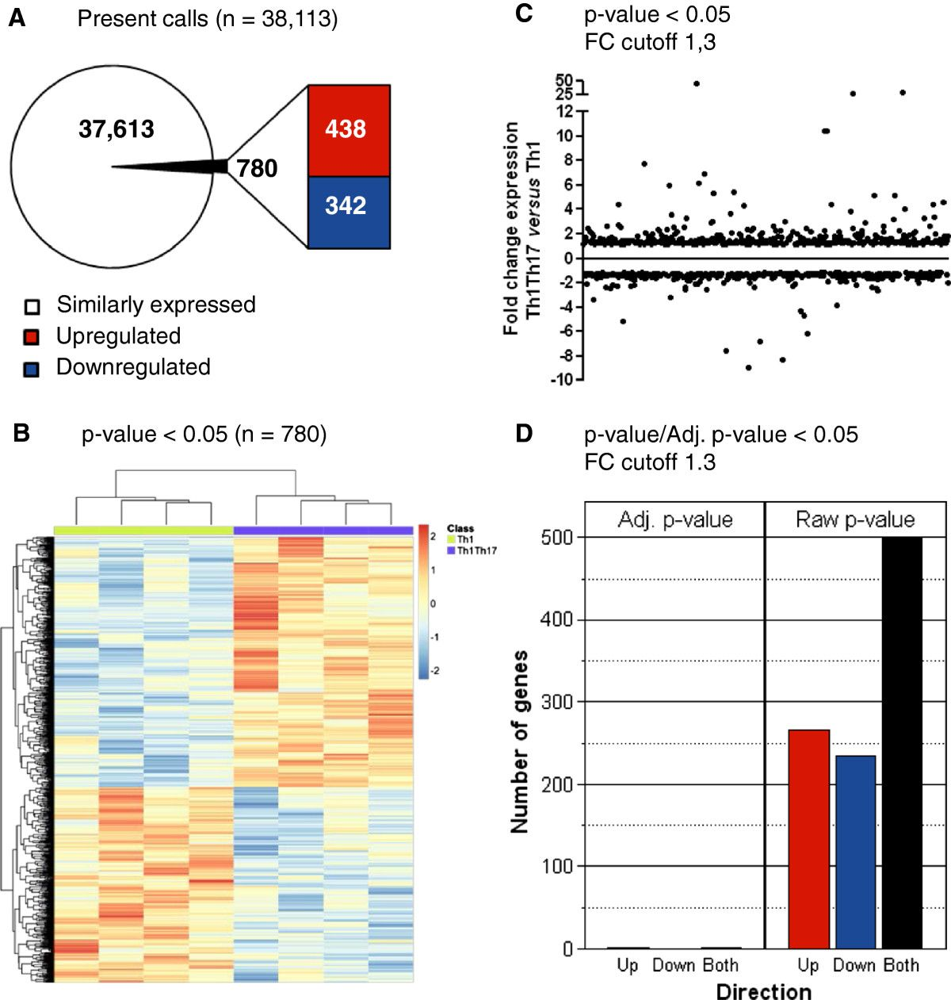 A
Present calls (n = 38,113)
37,613
780
438
342
Similarly expressed
Upregulated
Downregulated
B
p-value < 0.05 (n = 780)
Class
Th1
Th1Th17
2
1
0
-1
-2
C
p-value < 0.05
FC cutoff 1,3
Fold change expression
Th1Th17 versus Th1
50
25
12
10
8
6
4
2
0
-2
-4
-6
-8
-10
D
p-value/Adj. p-value < 0.05
FC cutoff 1.3
Adj. p-value
Raw p-value
Number of genes
500
400
300
200
100
0
Up Down Both
Up Down Both
Direction